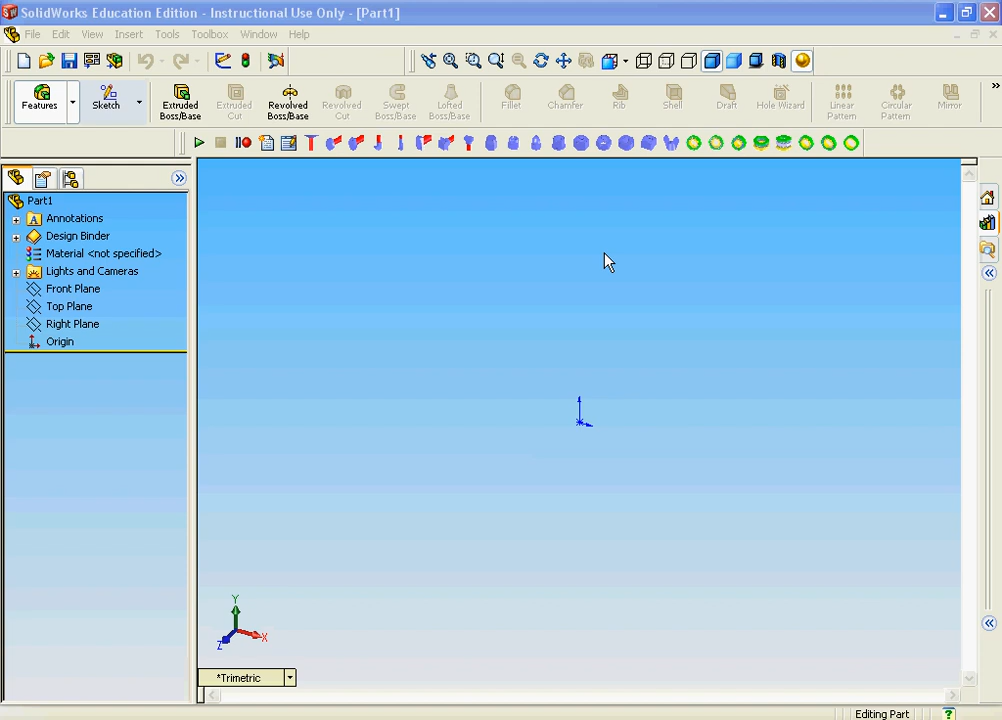 SolidWorks Education Edition - Instructional Use Only - [Part1]
File Edit View Insert Tools Toolbox Window Help
Features Sketch Extruded Boss/Base Extruded Cut Revolved Boss/Base Revolved Cut Swept Boss/Base Lofted Boss/Base Fillet Chamfer Rib Shell Draft Hole Wizard Linear Pattern Circular Pattern Mirror
Part1
A Annotations
Design Binder
Material <not specified>
Lights and Cameras
Front Plane
Top Plane
Right Plane
Origin
Y
X
Z
*Trimetric
Editing Part ?